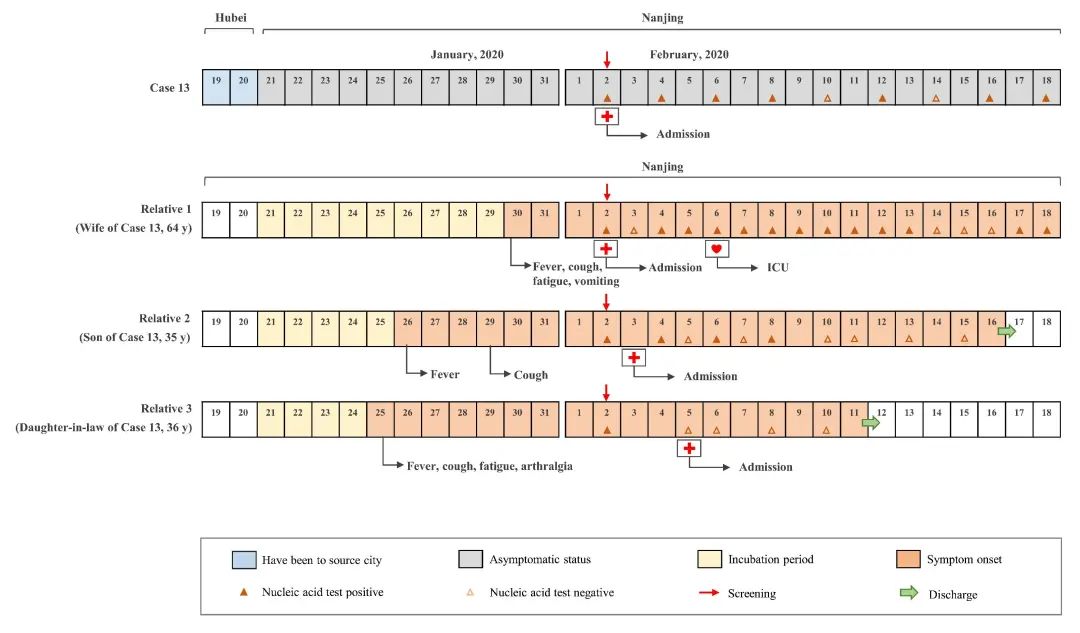 Hubei Nanjing
January, 2020 February, 2020
Case 13 19 20 21 22 23 24 25 26 27 28 29 30 31 1 2 3 4 5 6 7 8 9 10 11 12 13 14 15 16 17 18
Admission
Nanjing
Relative 1
(Wife of Case 13, 64 y)
19 20 21 22 23 24 25 26 27 28 29 30 31 1 2 3 4 5 6 7 8 9 10 11 12 13 14 15 16 17 18
Fever, cough,
fatigue, vomiting
Admission ICU
Relative 2
(Son of Case 13, 35 y)
19 20 21 22 23 24 25 26 27 28 29 30 31 1 2 3 4 5 6 7 8 9 10 11 12 13 14 15 16 17 18
Fever Cough Admission
Relative 3
(Daughter-in-law of Case 13, 36 y)
19 20 21 22 23 24 25 26 27 28 29 30 31 1 2 3 4 5 6 7 8 9 10 11 12 13 14 15 16 17 18
Fever, cough, fatigue, arthralgia Admission
Have been to source city Asymptomatic status Incubation period Symptom onset
Nucleic acid test positive Nucleic acid test negative Screening Discharge